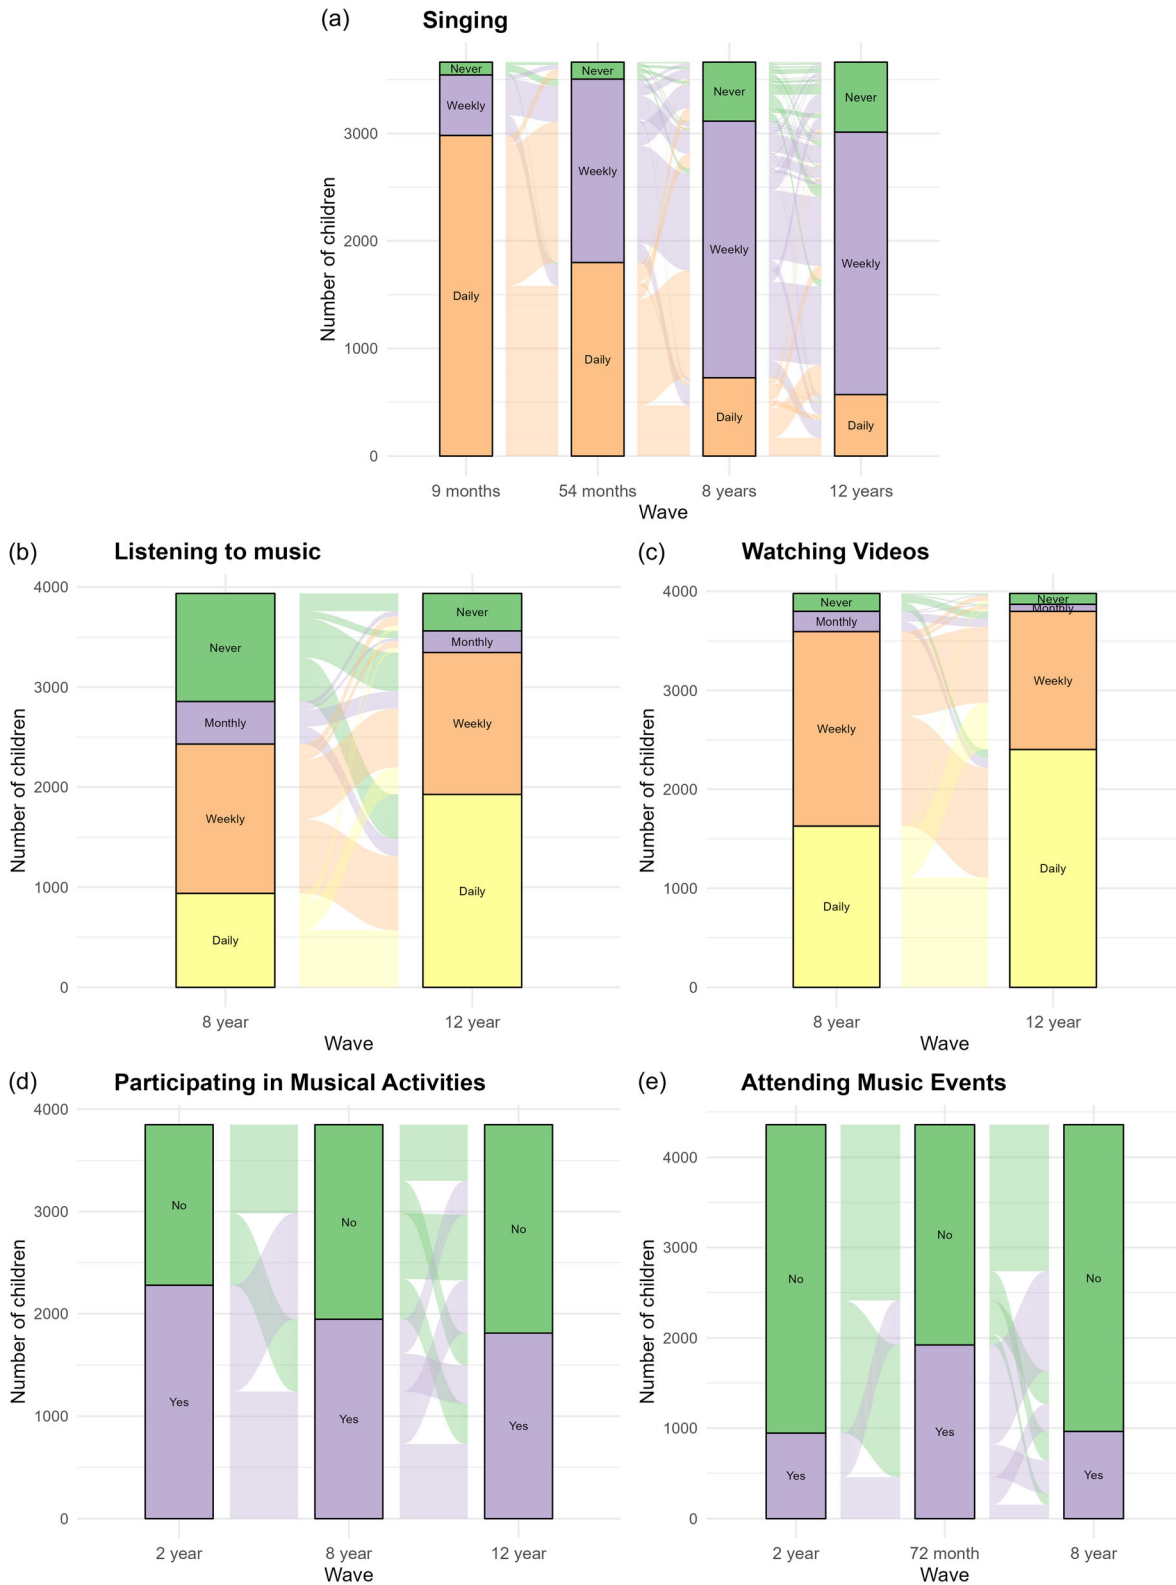 (a) Singing
Number of children
3000
2000
1000
0
Never
Weekly
Daily
Never
Weekly
Daily
Never
Weekly
Daily
Never
Weekly
Daily
9 months 54 months 8 years 12 years
Wave
(b) Listening to music
Number of children
4000
3000
2000
1000
0
Never
Monthly
Weekly
Daily
Never
Monthly
Weekly
Daily
8 year 12 year
Wave
(c) Watching Videos
Number of children
4000
3000
2000
1000
0
Never
Monthly
Weekly
Daily
Never
Monthly
Weekly
Daily
8 year 12 year
Wave
(d) Participating in Musical Activities
Number of children
4000
3000
2000
1000
0
No
Yes
No
Yes
No
Yes
2 year 8 year 12 year
Wave
(e) Attending Music Events
Number of children
4000
3000
2000
1000
0
No
Yes
No
Yes
No
Yes
2 year 72 month 8 year
Wave